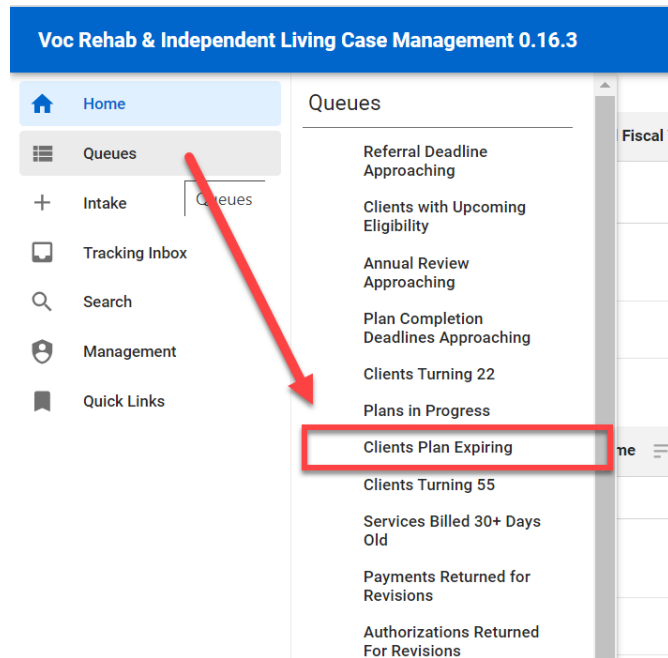 Voc Rehab & Independent Living Case Management 0.16.3
Home
Queues
Intake
Queues
Tracking Inbox
Search
Management
Quick Links
Queues
Referral Deadline
Approaching
Clients with Upcoming
Eligibility
Annual Review
Approaching
Plan Completion
Deadlines Approaching
Clients Turning 22
Plans in Progress
Clients Plan Expiring
Clients Turning 55
Services Billed 30+ Days
Old
Payments Returned for
Revisions
Authorizations Returned
For Revisions
Fiscal
me